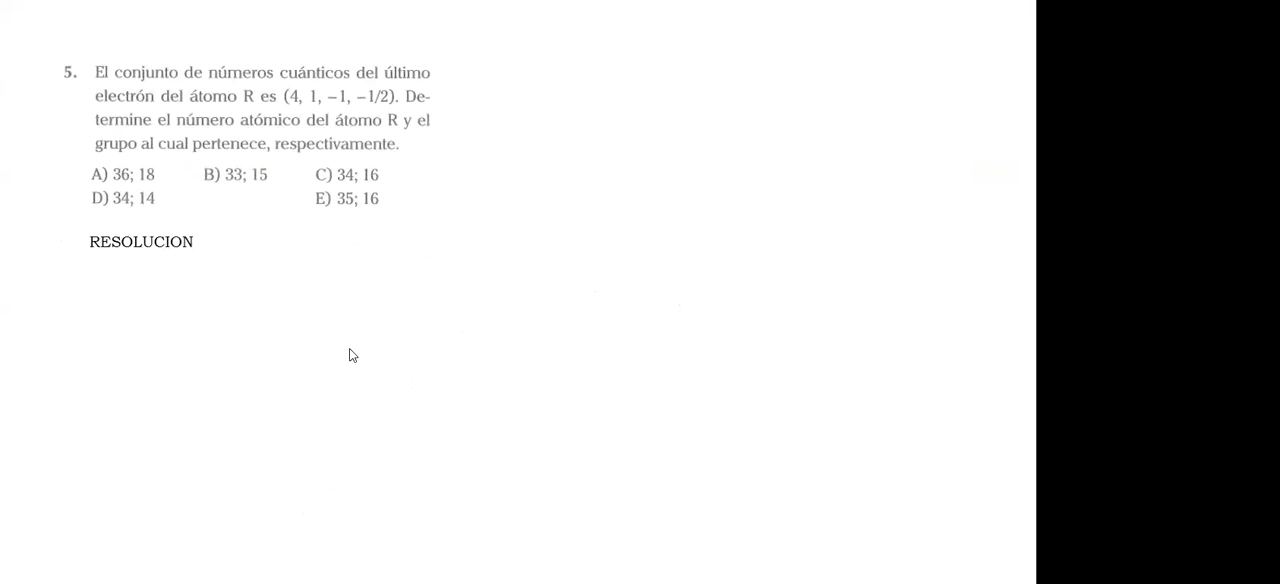 5. El conjunto de números cuánticos del último
electrón del átomo R es (4, 1, −1, −1/2). De-
termine el número atómico del átomo R y el
grupo al cual pertenece, respectivamente.
A) 36; 18 B) 33; 15 C) 34; 16
D) 34; 14 E) 35; 16
RESOLUCION